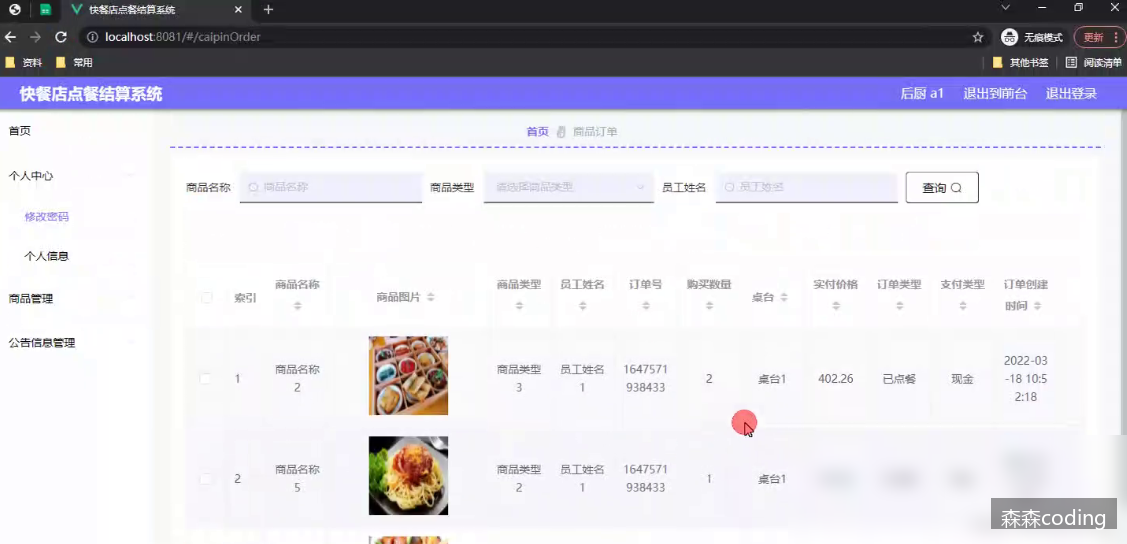 快餐店点餐结算系统
localhost:8081/#/caipinOrder
无痕模式
更新
资料
常用
其他书签
阅读清单
快餐店点餐结算系统
后厨 a1
退出到前台
退出登录
首页
个人中心
修改密码
个人信息
商品管理
公告信息管理
首页
商品订单
商品名称
商品名称
商品类型
请选择商品类型
员工姓名
员工姓名
查询
索引
商品名称
商品图片
商品类型
员工姓名
订单号
购买数量
桌台
实付价格
订单类型
支付类型
订单创建
时间
1
商品名称
2
商品类型
3
员工姓名
1
1647571
938433
2
桌台1
402.26
已点餐
现金
2022-03
-18 10:5
2:18
2
商品名称
5
商品类型
2
员工姓名
1
1647571
938433
1
桌台1
森森coding